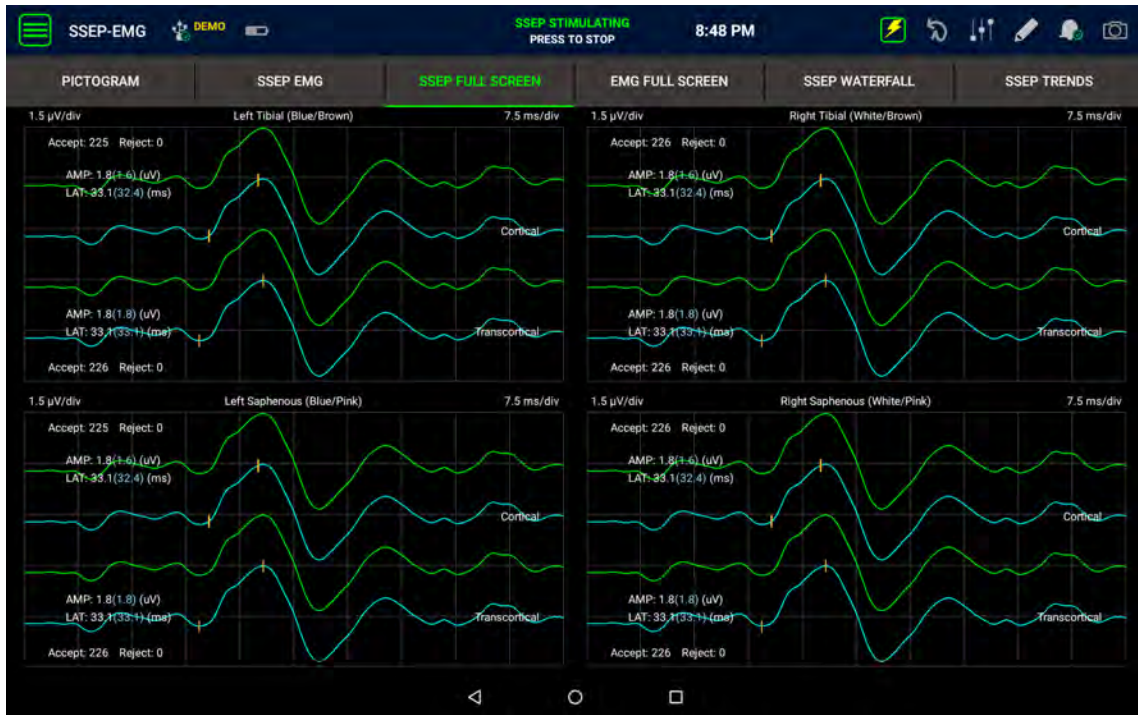 SSEP-EMG DEMO SSEP STIMULATING 8:48 PM
PRESS TO STOP
PICTOGRAM SSEP EMG SSEP FULL SCREEN EMG FULL SCREEN SSEP WATERFALL SSEP TRENDS
1.5 µV/div Left Tibial (Blue/Brown) 7.5 ms/div
Accept: 225 Reject: 0
AMP: 1.8(1.6) (uV)
LAT: 33.1(32.4) (ms)
Cortical
AMP: 1.8(1.8) (uV)
LAT: 33.1(33.1) (ms)
Transcortical
Accept: 226 Reject: 0
1.5 µV/div Right Tibial (White/Brown) 7.5 ms/div
Accept: 226 Reject: 0
AMP: 1.8(1.6) (uV)
LAT: 33.1(32.4) (ms)
Cortical
AMP: 1.8(1.8) (uV)
LAT: 33.1(33.1) (ms)
Transcortical
Accept: 226 Reject: 0
1.5 µV/div Left Saphenous (Blue/Pink) 7.5 ms/div
Accept: 225 Reject: 0
AMP: 1.8(1.6) (uV)
LAT: 33.1(32.4) (ms)
Cortical
AMP: 1.8(1.8) (uV)
LAT: 33.1(33.1) (ms)
Transcortical
Accept: 226 Reject: 0
1.5 µV/div Right Saphenous (White/Pink) 7.5 ms/div
Accept: 226 Reject: 0
AMP: 1.8(1.6) (uV)
LAT: 33.1(32.4) (ms)
Cortical
AMP: 1.8(1.8) (uV)
LAT: 33.1(33.1) (ms)
Transcortical
Accept: 226 Reject: 0